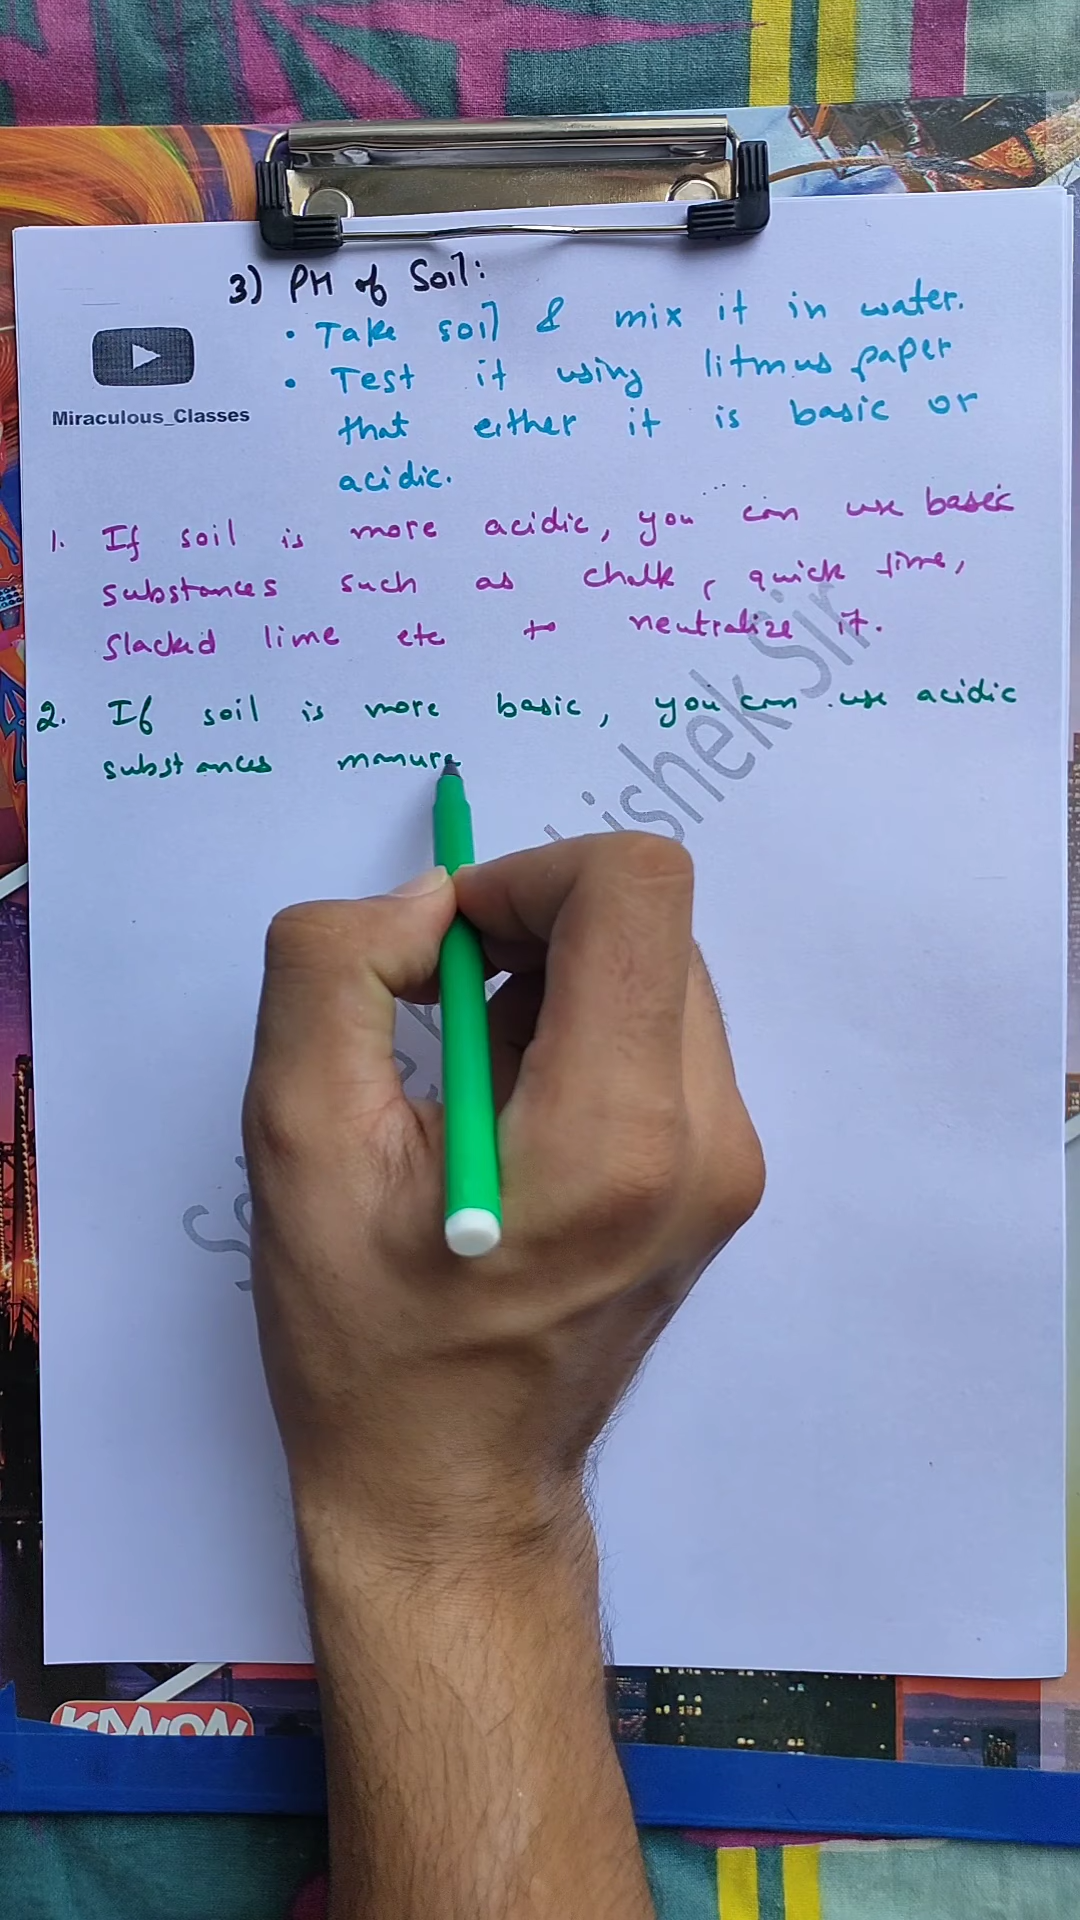 3) PH of Soil:
• Take soil & mix it in water.
• Test it using litmus paper
that either it is basic or
acidic.
Miraculous_Classes
1. If soil is more acidic, you can use basic
substances such as chalk, quick lime,
slacked lime etc to neutralize it.
2. If soil is more basic, you can use acidic
substances manure
shek Sir
KANON